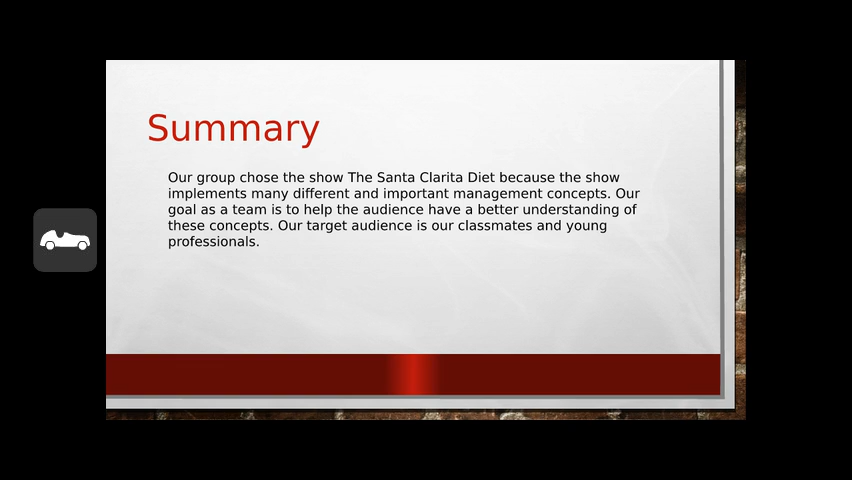 Summary
Our group chose the show The Santa Clarita Diet because the show
implements many different and important management concepts. Our
goal as a team is to help the audience have a better understanding of
these concepts. Our target audience is our classmates and young
professionals.